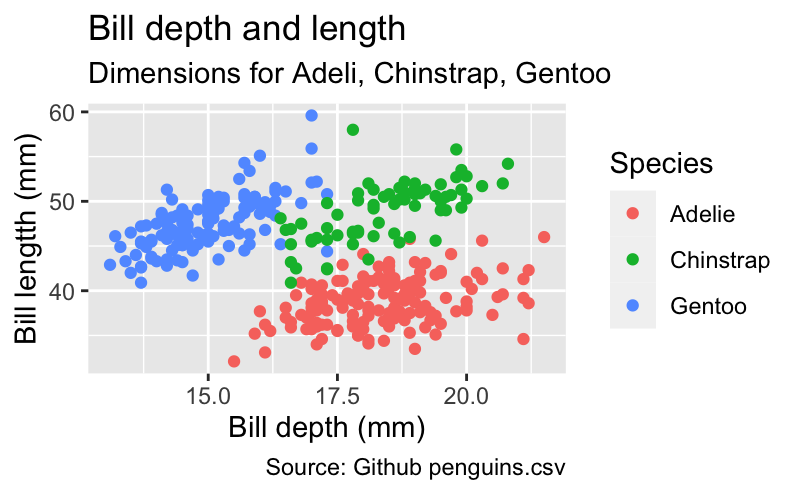 Bill depth and length
Dimensions for Adeli, Chinstrap, Gentoo
60
50
40
Bill lengtth (mm)
15.0
17.5
20.0
Bill depth (mm)
Source: Github penguins.csv
Species
Adelie
Chinstrap
Gentoo